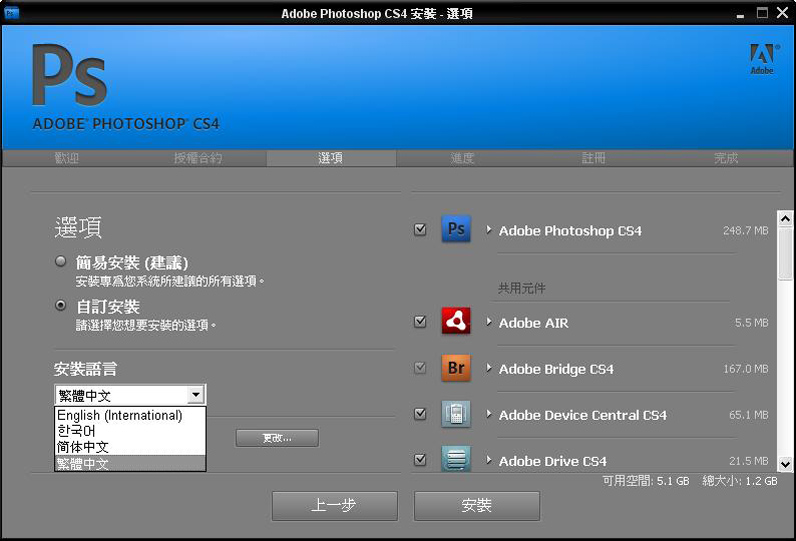 Adobe Photoshop CS4 安裝 - 選項
Ps
Adobe
ADOBE® PHOTOSHOP® CS4
歡迎 授權合約 選項 進度 註冊 完成
選項
簡易安裝 (建議)
安裝專爲您系統所建議的所有選項。
自訂安裝
請選擇您想要安裝的選項。
安裝語言
繁體中文
English (International)
한국어
简体中文
繁體中文
更改...
Ps Adobe Photoshop CS4 248.7 MB
共用元件
Adobe AIR 5.5 MB
Br Adobe Bridge CS4 167.0 MB
Adobe Device Central CS4 65.1 MB
Adobe Drive CS4 21.5 MB
可用空間: 5.1 GB 總大小: 1.2 GB
上一步 安裝